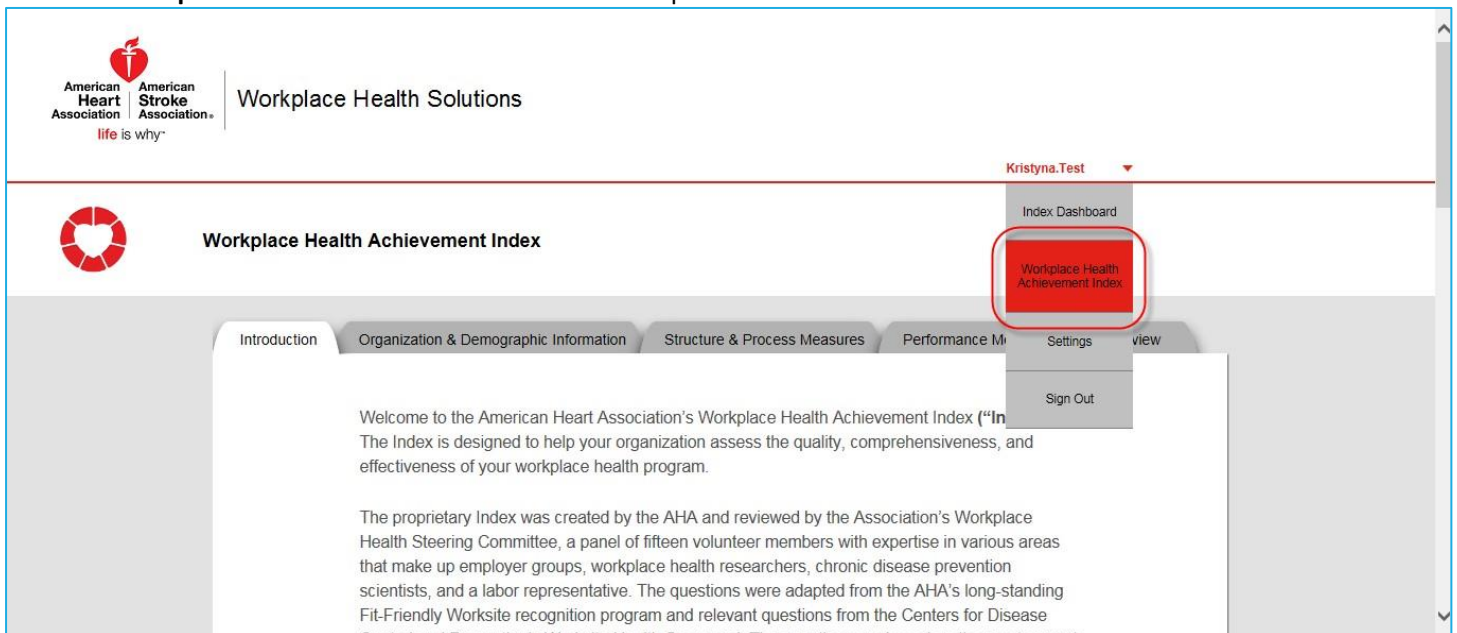 American American
Heart Stroke
Association Association®
life is why™
Workplace Health Solutions
Kristyna.Test
Index Dashboard
Workplace Health Achievement Index
Workplace Health
Achievement Index
Introduction Organization & Demographic Information Structure & Process Measures Performance M Settings view
Sign Out
Welcome to the American Heart Association's Workplace Health Achievement Index ("In
The Index is designed to help your organization assess the quality, comprehensiveness, and
effectiveness of your workplace health program.
The proprietary Index was created by the AHA and reviewed by the Association's Workplace
Health Steering Committee, a panel of fifteen volunteer members with expertise in various areas
that make up employer groups, workplace health researchers, chronic disease prevention
scientists, and a labor representative. The questions were adapted from the AHA's long-standing
Fit-Friendly Worksite recognition program and relevant questions from the Centers for Disease